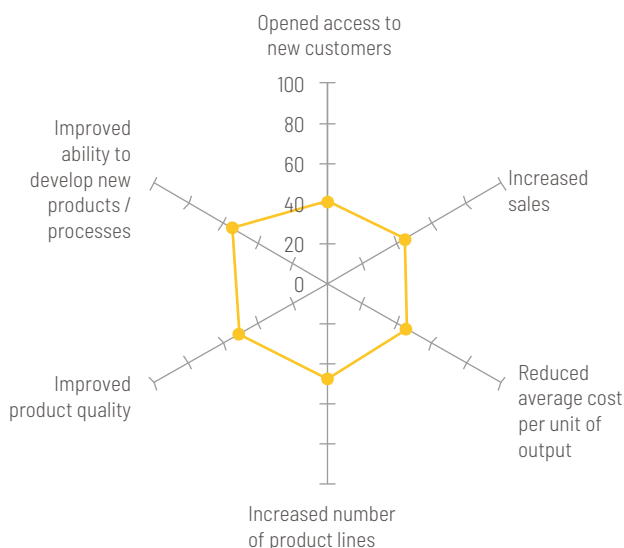 Opened access to
new customers
100
80
60
40
20
0
Improved
ability to
develop new
products /
processes
Increased
sales
Improved
product quality
Reduced
average cost
per unit of
output
Increased number
of product lines